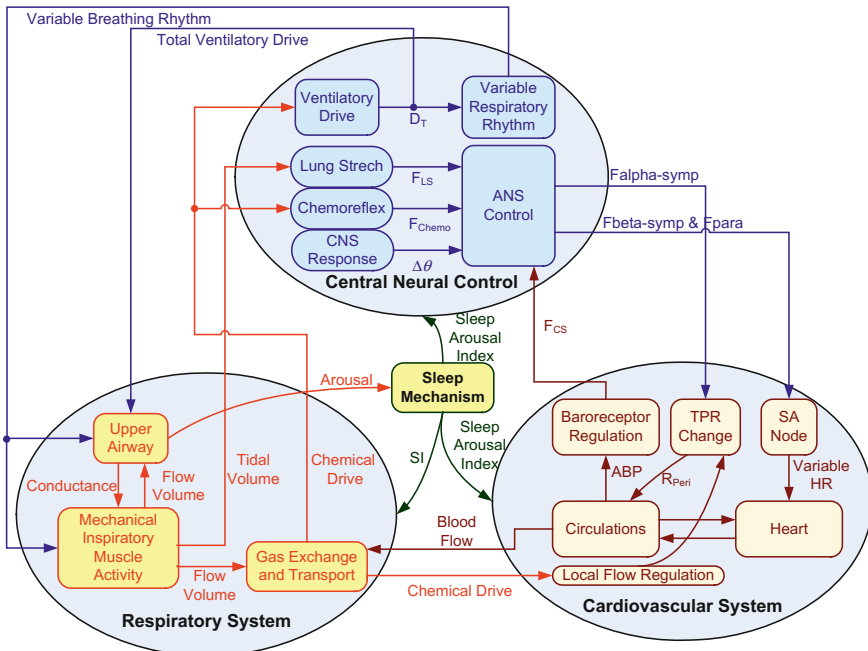 Variable Breathing Rhythm
Total Ventilatory Drive
Ventilatory
Drive
D_T
Variable
Respiratory
Rhythm
Lung Strech
F_LS
Chemoreflex
F_Chemo
CNS
Response
Δθ
ANS
Control
Central Neural Control
Falpha-symp
Fbeta-symp & Fpara
F_CS
Sleep
Arousal
Index
Sleep
Mechanism
Arousal
SI
Sleep
Arousal
Index
Upper
Airway
Conductance
Flow
Volume
Tidal
Volume
Chemical
Drive
Mechanical
Inspiratory
Muscle
Activity
Flow
Volume
Gas Exchange
and Transport
Respiratory System
Blood
Flow
Chemical Drive
Baroreceptor
Regulation
TPR
Change
SA
Node
ABP
R_Peri
Variable
HR
Circulations
Heart
Local Flow Regulation
Cardiovascular System